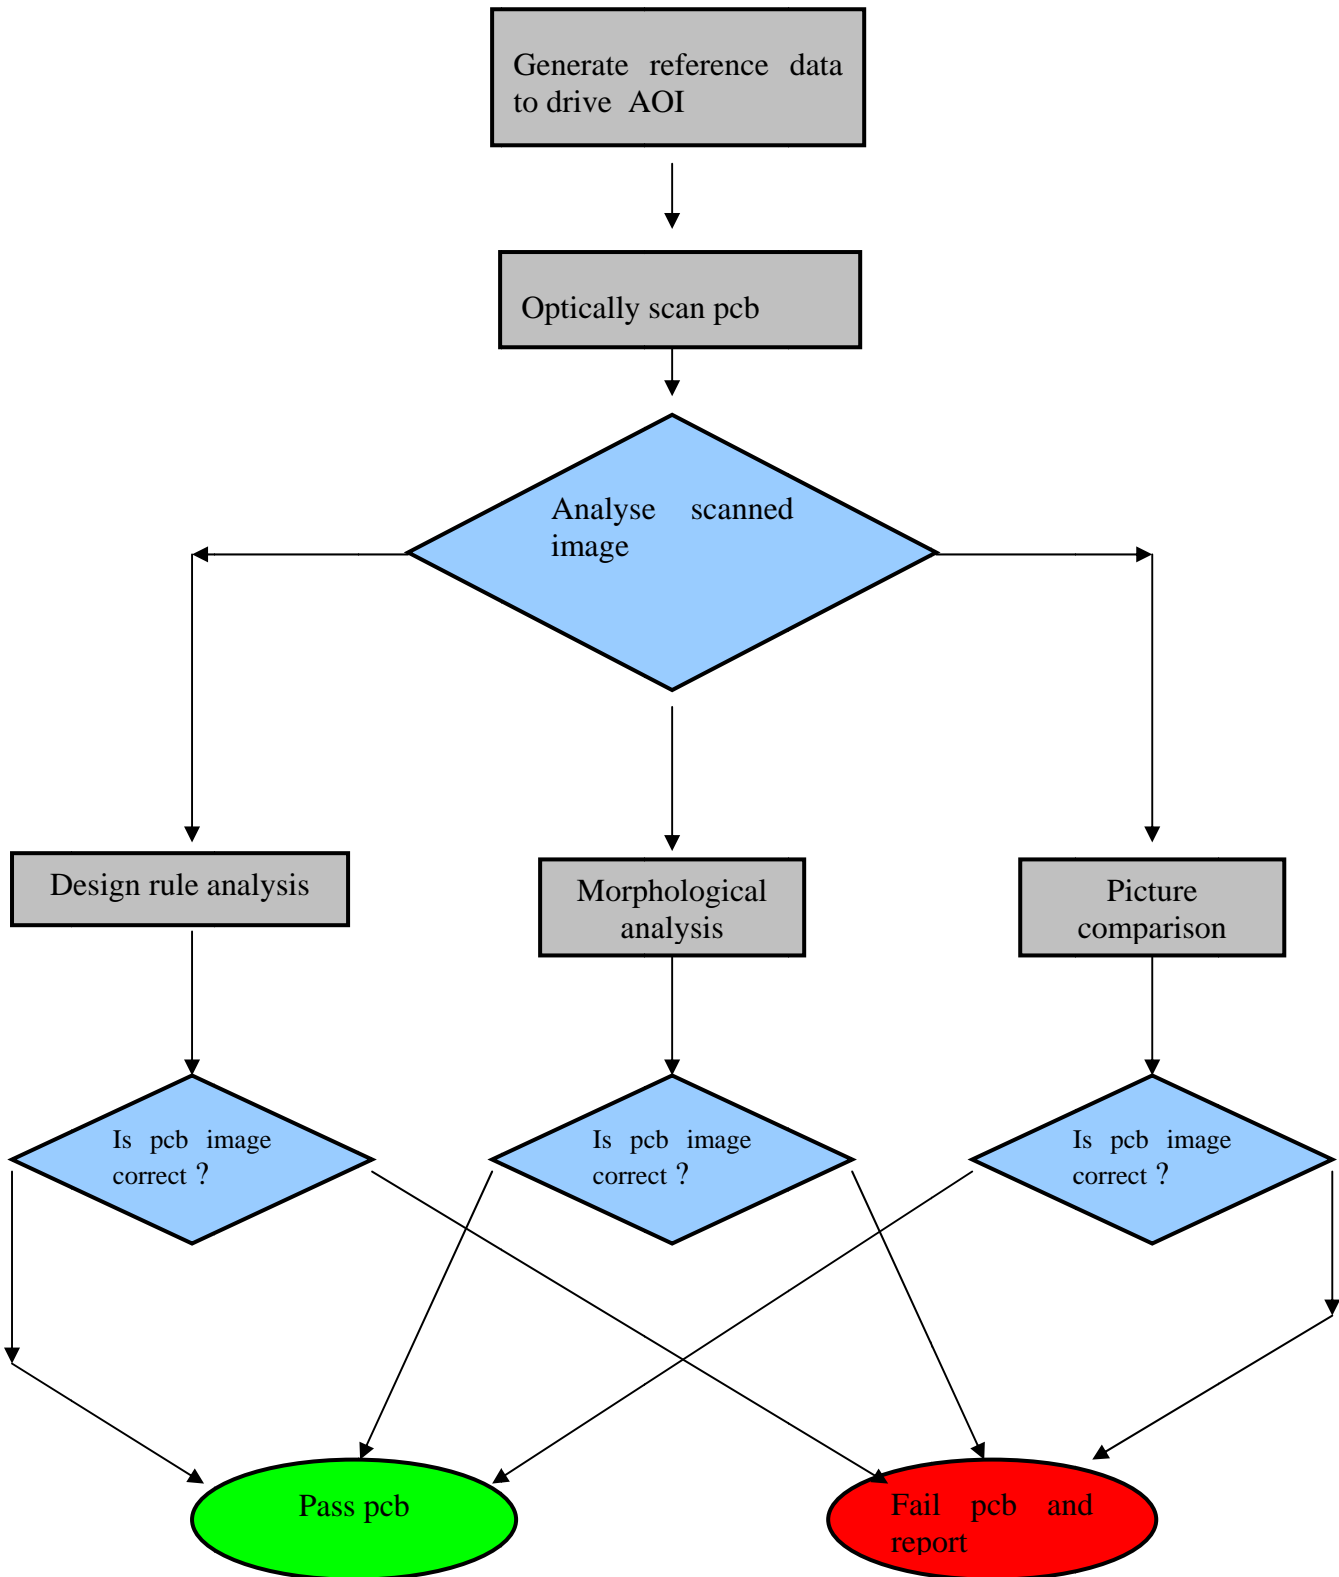 Generate reference data
to drive AOI
Optically scan pcb
Analyse scanned
image
Design rule analysis
Morphological
analysis
Picture
comparison
Is pcb image
correct ?
Is pcb image
correct ?
Is pcb image
correct ?
Pass pcb
Fail pcb and
report